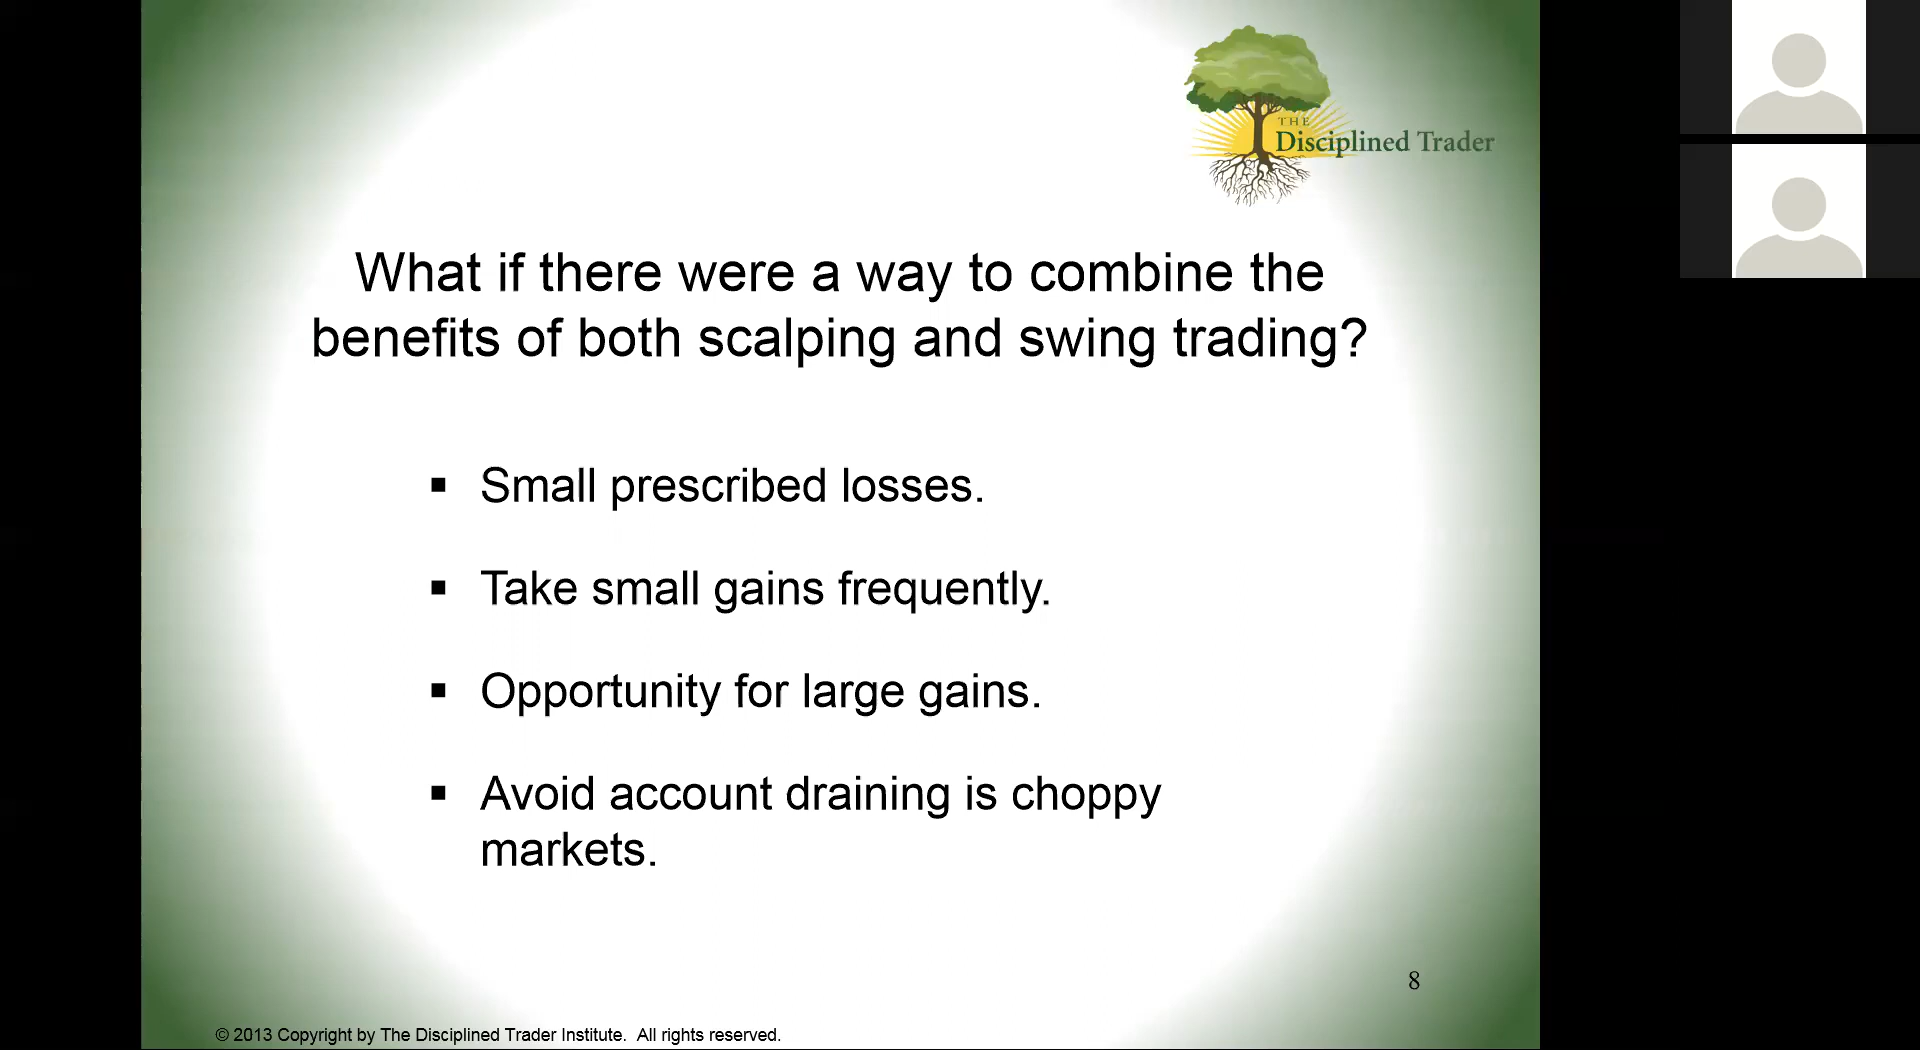 THE
Disciplined Trader
What if there were a way to combine the
benefits of both scalping and swing trading?
▪ Small prescribed losses.
▪ Take small gains frequently.
▪ Opportunity for large gains.
▪ Avoid account draining is choppy
markets.
8
© 2013 Copyright by The Disciplined Trader Institute.  All rights reserved.